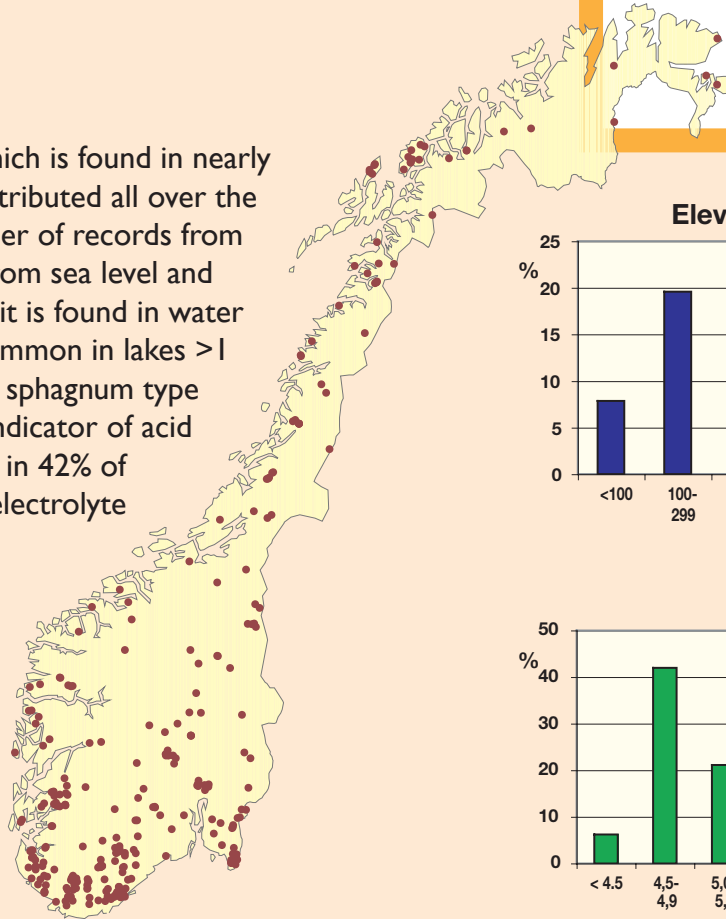 hich is found in nearly
tributed all over the
er of records from
om sea level and
it is found in water
mmon in lakes >1
sphagnum type
ndicator of acid
in 42% of
electrolyte
Elev
%
25
20
15
10
5
0
<100
100-
299
%
50
40
30
20
10
0
< 4.5
4,5-
4,9
5,0
5,